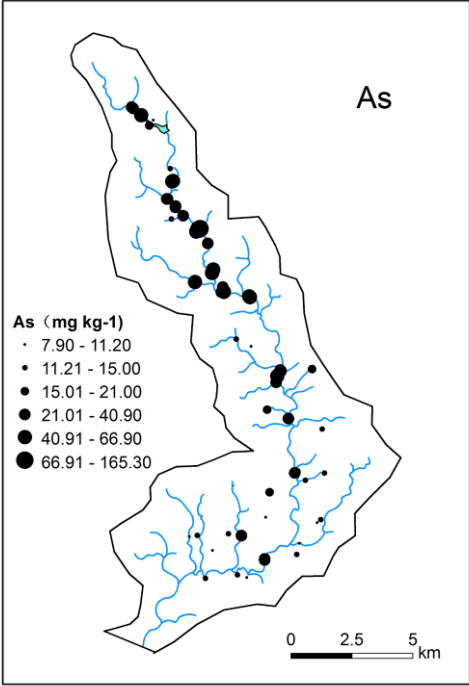 As
As（mg kg-1)
7.90 - 11.20
11.21 - 15.00
15.01 - 21.00
21.01 - 40.90
40.91 - 66.90
66.91 - 165.30
0 2.5 5
km